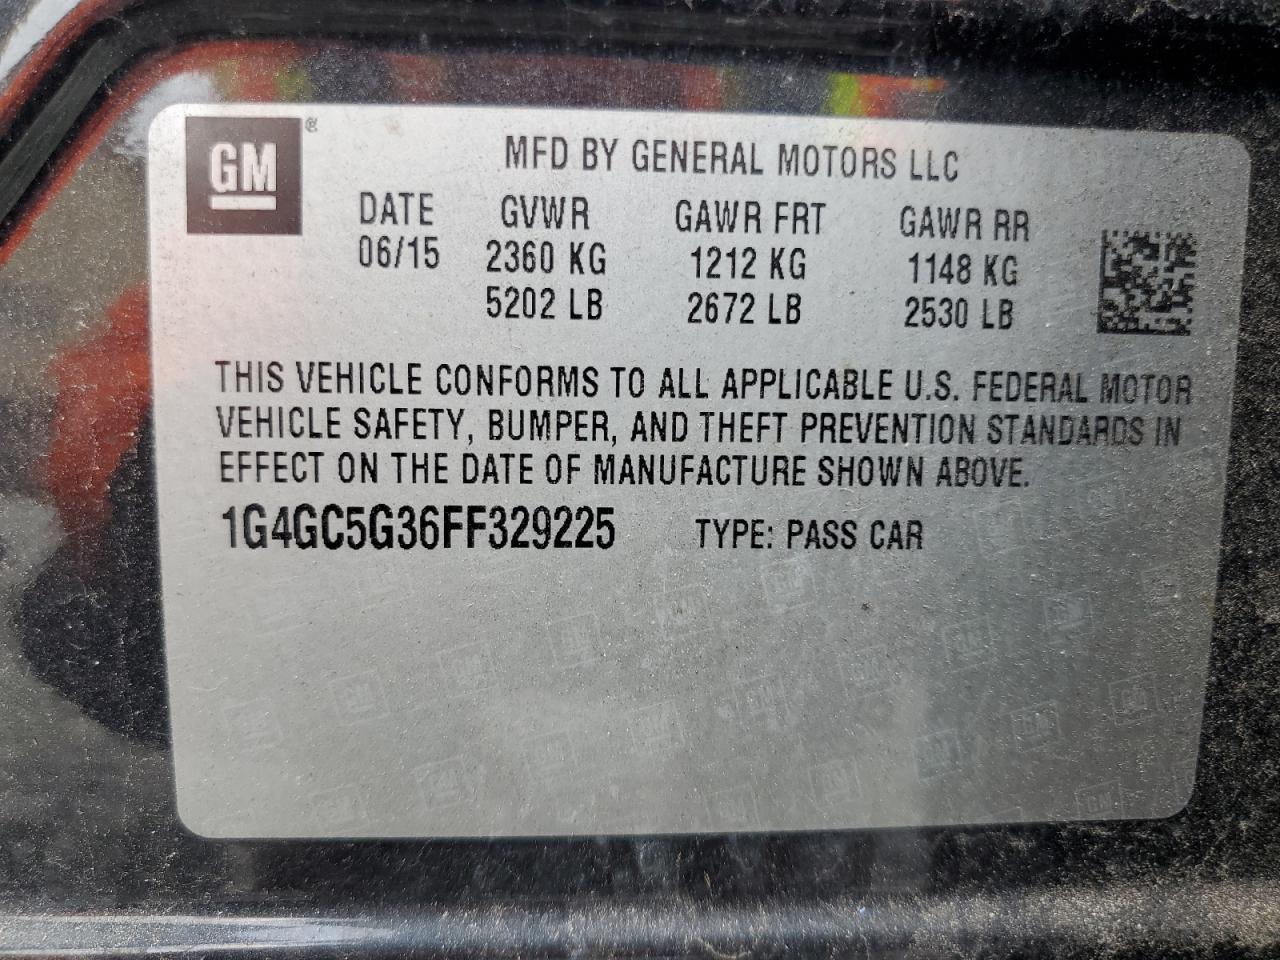 GM ®
MFD BY GENERAL MOTORS LLC
DATE GVWR GAWR FRT GAWR RR
06/15 2360 KG 1212 KG 1148 KG
5202 LB 2672 LB 2530 LB
THIS VEHICLE CONFORMS TO ALL APPLICABLE U.S. FEDERAL MOTOR
VEHICLE SAFETY, BUMPER, AND THEFT PREVENTION STANDARDS IN
EFFECT ON THE DATE OF MANUFACTURE SHOWN ABOVE.
1G4GC5G36FF329225 TYPE: PASS CAR